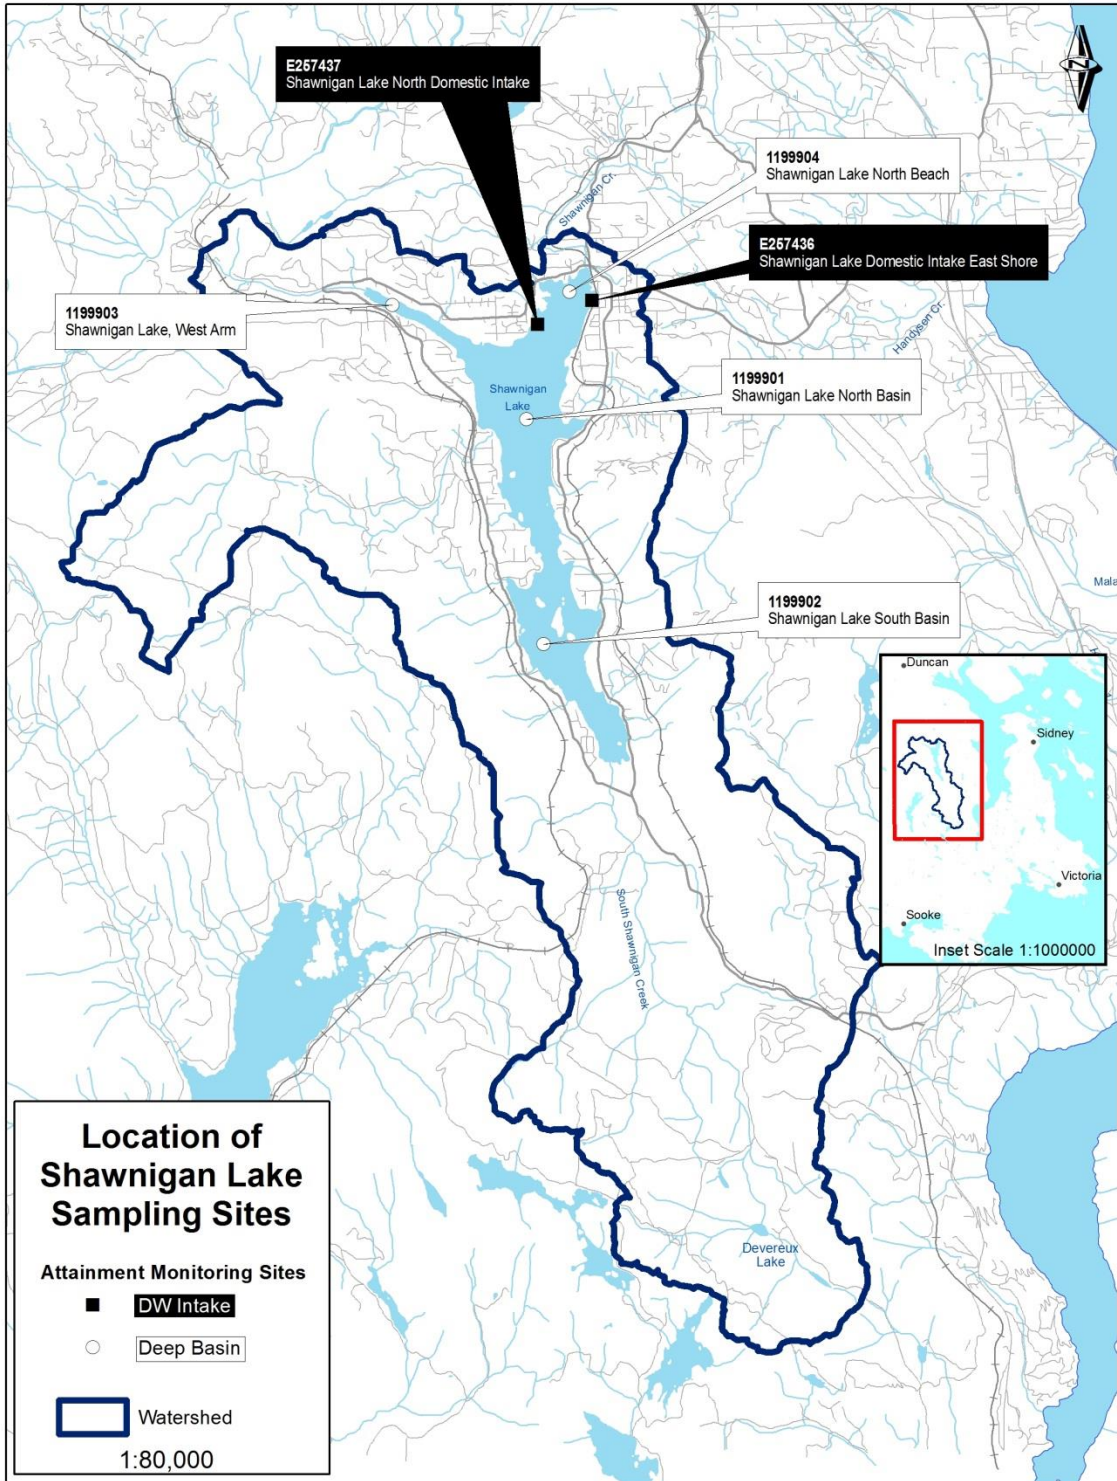 N
E257437
Shawnigan Lake North Domestic Intake
1199904
Shawnigan Lake North Beach
Shawnigan Cr.
E257436
Shawnigan Lake Domestic Intake East Shore
1199903
Shawnigan Lake, West Arm
Handysen Cr.
1199901
Shawnigan Lake North Basin
Shawnigan
Lake
Mala
1199902
Shawnigan Lake South Basin
Duncan
Sidney
Victoria
Sooke
Inset Scale 1:1000000
South Shawnigan Creek
Devereux
Lake
Location of
Shawnigan Lake
Sampling Sites
Attainment Monitoring Sites
DW Intake
Deep Basin
Watershed
1:80,000